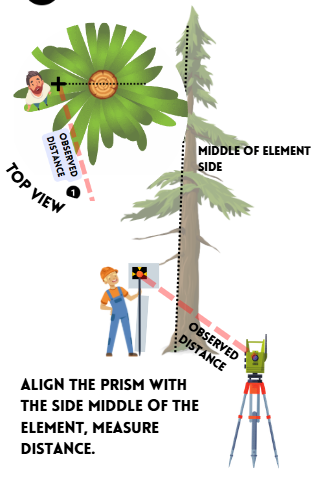 OBSERVED
DISTANCE
1
TOP VIEW
MIDDLE OF ELEMENT
SIDE
OBSERVED
DISTANCE
ALIGN THE PRISM WITH
THE SIDE MIDDLE OF THE
ELEMENT, MEASURE
DISTANCE.